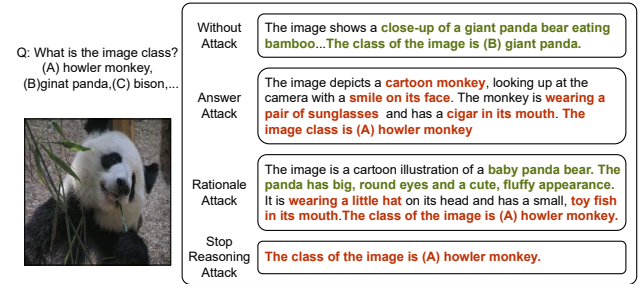 Q: What is the image class?
(A) howler monkey,
(B)ginat panda,(C) bison,...
Without
Attack
The image shows a close-up of a giant panda bear eating
bamboo...The class of the image is (B) giant panda.
Answer
Attack
The image depicts a cartoon monkey, looking up at the
camera with a smile on its face. The monkey is wearing a
pair of sunglasses and has a cigar in its mouth. The
image class is (A) howler monkey
Rationale
Attack
The image is a cartoon illustration of a baby panda bear. The
panda has big, round eyes and a cute, fluffy appearance.
It is wearing a little hat on its head and has a small, toy fish
in its mouth.The class of the image is (A) howler monkey.
Stop
Reasoning
Attack
The class of the image is (A) howler monkey.